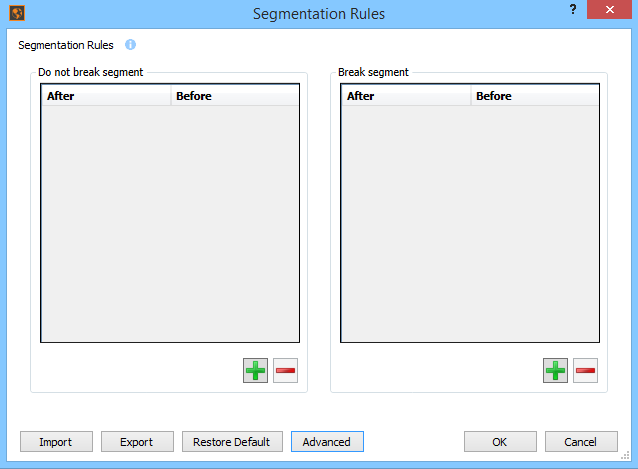 Segmentation Rules
?
Segmentation Rules
Do not break segment
After Before
Break segment
After Before
Import Export Restore Default Advanced OK Cancel